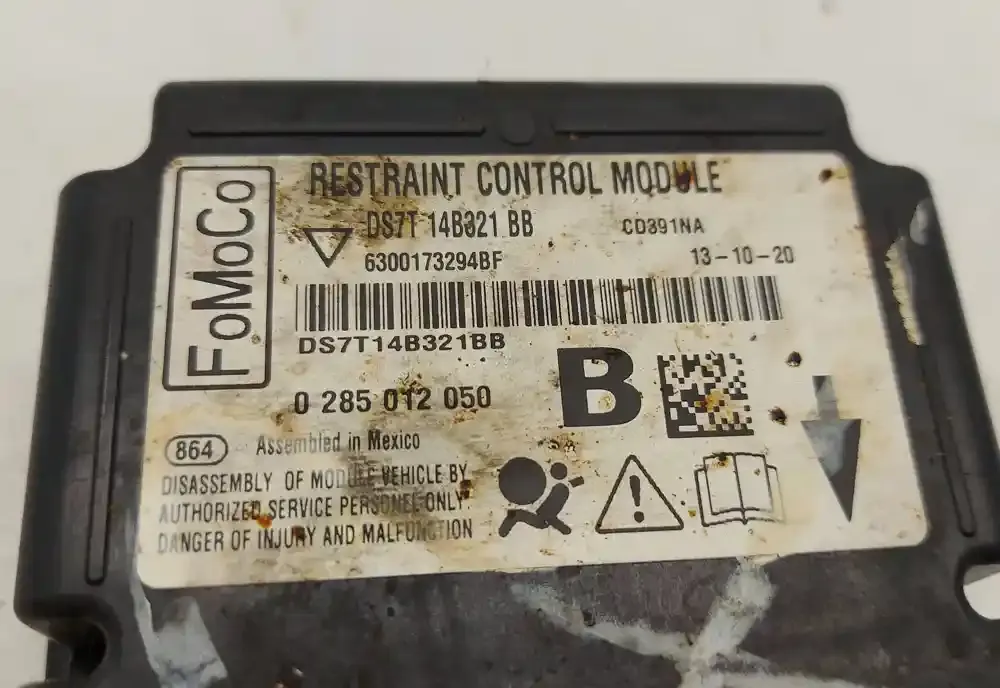 FoMoCo
RESTRAINT CONTROL MODULE
DS7T 14B321 BB
CD391NA
6300173294BF
13-10-20
DS7T14B321BB
B
0 285 012 050
864
Assembled in Mexico
DISASSEMBLY OF MODULE VEHICLE BY
AUTHORIZED SERVICE PERSONEL ONLY
DANGER OF INJURY AND MALFUNCTION